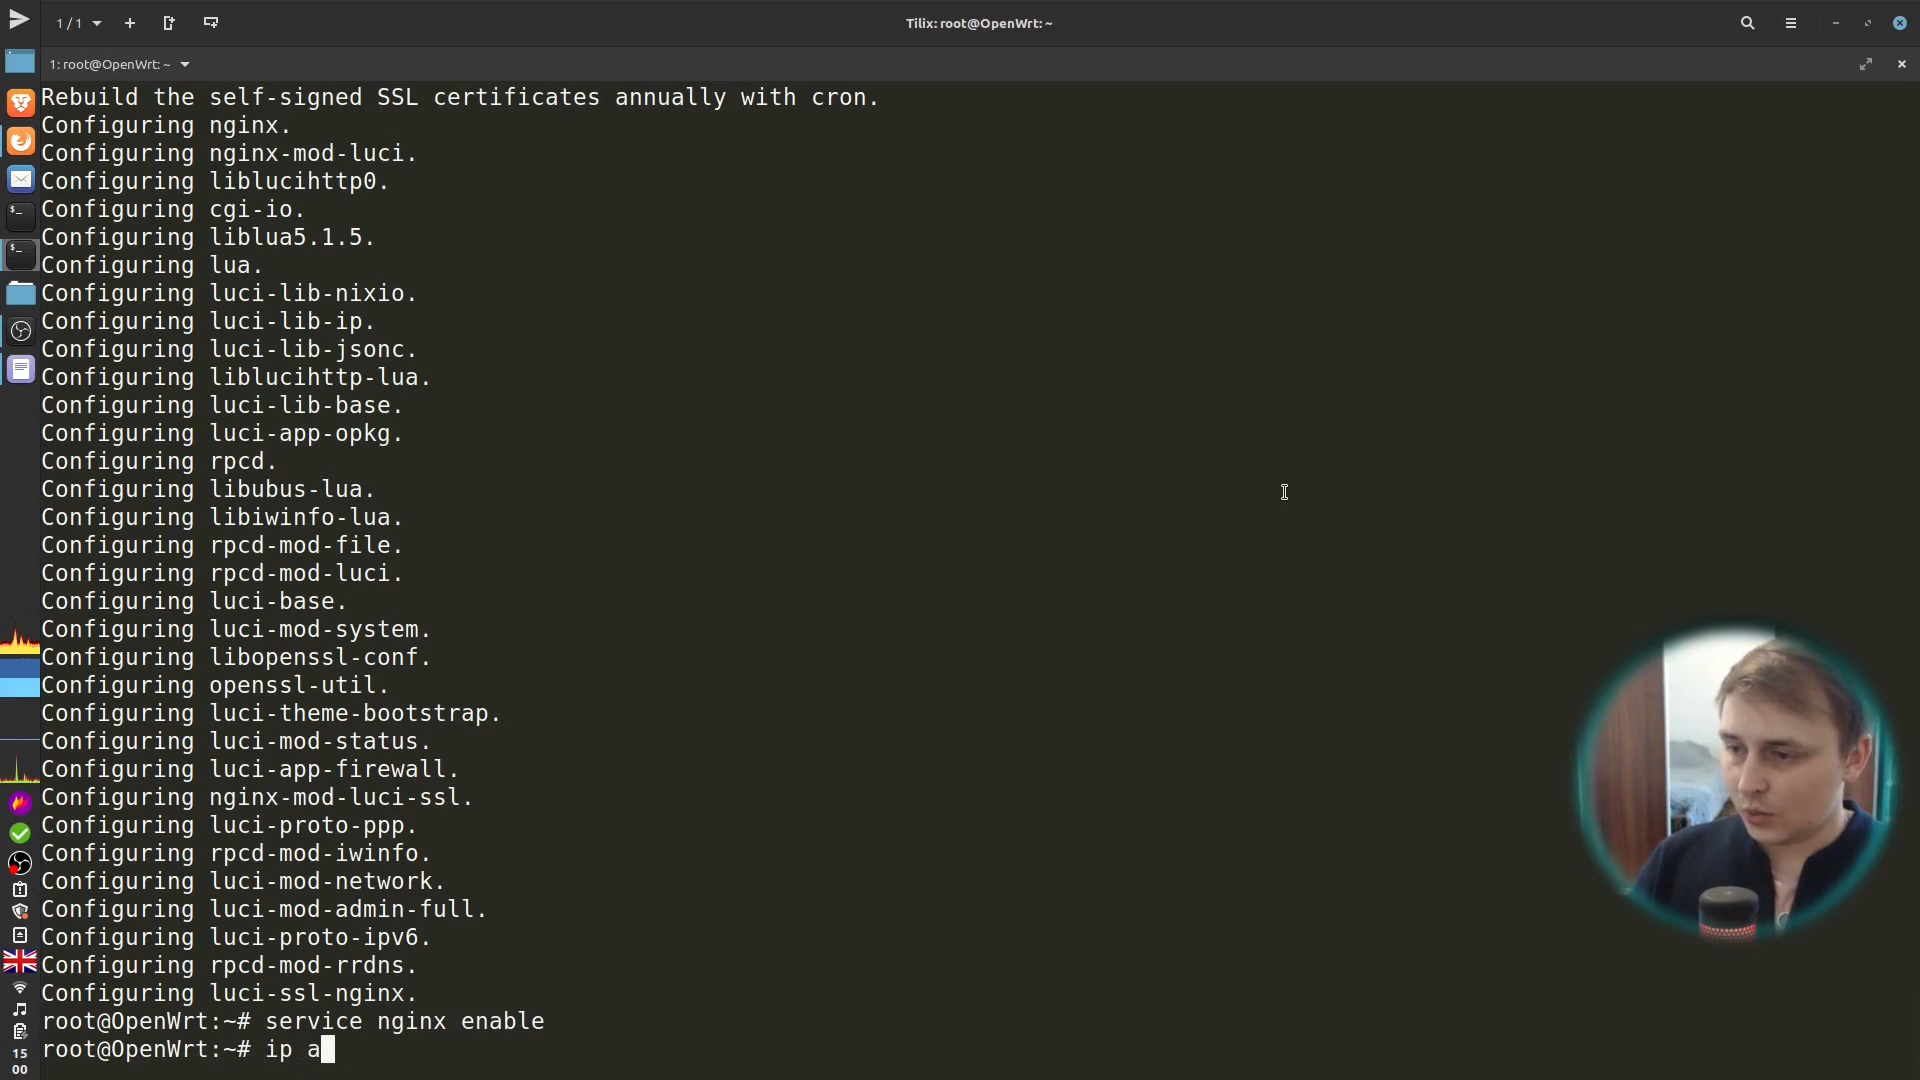 1 / 1
Tilix: root@OpenWrt: ~
1: root@OpenWrt: ~
Rebuild the self-signed SSL certificates annually with cron.
Configuring nginx.
Configuring nginx-mod-luci.
Configuring liblucihttp0.
Configuring cgi-io.
Configuring liblua5.1.5.
Configuring lua.
Configuring luci-lib-nixio.
Configuring luci-lib-ip.
Configuring luci-lib-jsonc.
Configuring liblucihttp-lua.
Configuring luci-lib-base.
Configuring luci-app-opkg.
Configuring rpcd.
Configuring libubus-lua.
Configuring libiwinfo-lua.
Configuring rpcd-mod-file.
Configuring rpcd-mod-luci.
Configuring luci-base.
Configuring luci-mod-system.
Configuring libopenssl-conf.
Configuring openssl-util.
Configuring luci-theme-bootstrap.
Configuring luci-mod-status.
Configuring luci-app-firewall.
Configuring nginx-mod-luci-ssl.
Configuring luci-proto-ppp.
Configuring rpcd-mod-iwinfo.
Configuring luci-mod-network.
Configuring luci-mod-admin-full.
Configuring luci-proto-ipv6.
Configuring rpcd-mod-rrdns.
Configuring luci-ssl-nginx.
root@OpenWrt:~# service nginx enable
root@OpenWrt:~# ip a
15
00